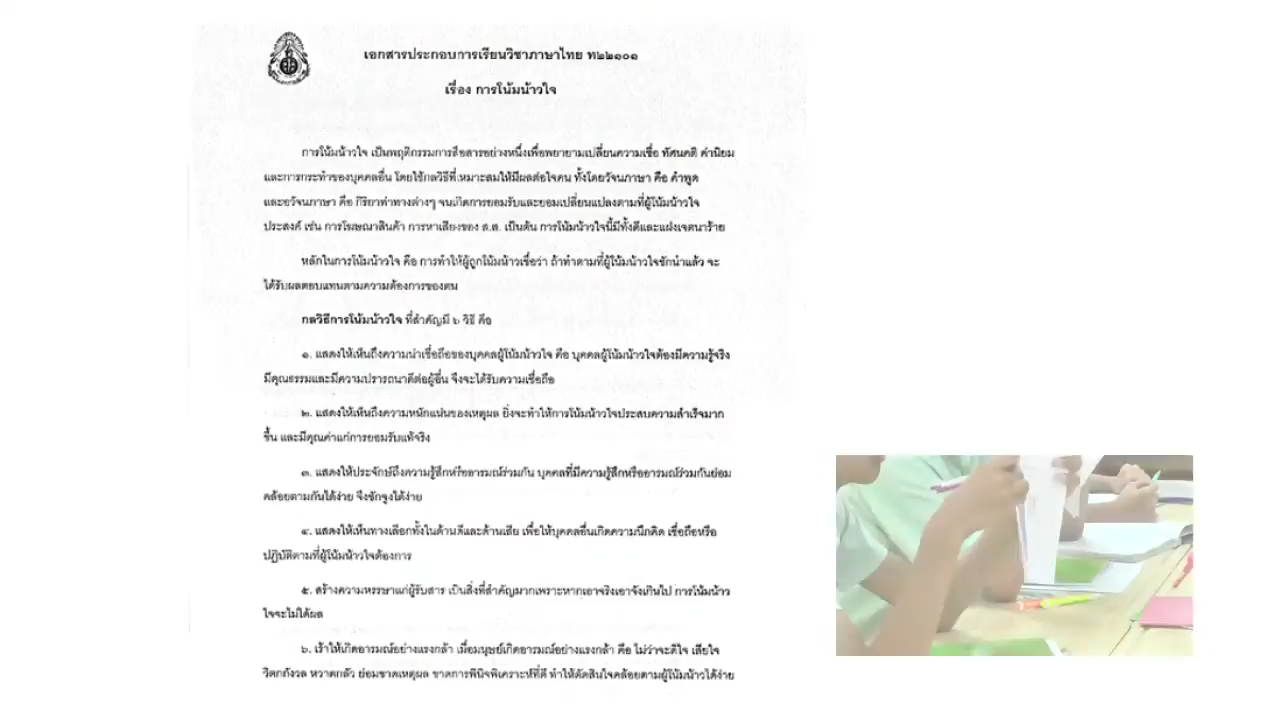 เอกสารประกอบการเรียนวิชาภาษาไทย ท๒๒๑๐๑
เรื่อง การโน้มน้าวใจ
การโน้มน้าวใจ เป็นพฤติกรรมการสื่อสารอย่างหนึ่งเพื่อพยายามเปลี่ยนความเชื่อ ทัศนคติ ค่านิยม
และการกระทำของบุคคลอื่น โดยใช้กลวิธีที่เหมาะสมให้มีผลต่อใจคน ทั้งโดยวัจนภาษา คือ คำพูด
และอวัจนภาษา คือ กิริยาท่าทางต่างๆ จนเกิดการยอมรับและยอมเปลี่ยนแปลงตามที่ผู้โน้มน้าวใจ
ประสงค์ เช่น การโฆษณาสินค้า การหาเสียงของ ส.ส. เป็นต้น การโน้มน้าวใจนี้มีทั้งดีและแฝงเจตนาร้าย
หลักในการโน้มน้าวใจ คือ การทำให้ผู้ถูกโน้มน้าวเชื่อว่า ถ้าทำตามที่ผู้โน้มน้าวใจชักนำแล้ว จะ
ได้รับผลตอบแทนตามความต้องการของตน
กลวิธีการโน้มน้าวใจ ที่สำคัญมี ๖ วิธี คือ
๑. แสดงให้เห็นถึงความน่าเชื่อถือของบุคคลผู้โน้มน้าวใจ คือ บุคคลผู้โน้มน้าวใจต้องมีความรู้จริง
มีคุณธรรมและมีความปรารถนาดีต่อผู้อื่น จึงจะได้รับความเชื่อถือ
๒. แสดงให้เห็นถึงความหนักแน่นของเหตุผล ยิ่งจะทำให้การโน้มน้าวใจประสบความสำเร็จมาก
ขึ้น และมีคุณค่าแก่การยอมรับแท้จริง
๓. แสดงให้ประจักษ์ถึงความรู้สึกหรืออารมณ์ร่วมกัน บุคคลที่มีความรู้สึกหรืออารมณ์ร่วมกันย่อม
คล้อยตามกันได้ง่าย จึงชักจูงได้ง่าย
๔. แสดงให้เห็นทางเลือกทั้งในด้านดีและด้านเสีย เพื่อให้บุคคลอื่นเกิดความนึกคิด เชื่อถือหรือ
ปฏิบัติตามที่ผู้โน้มน้าวใจต้องการ
๕. สร้างความหรรษาแก่ผู้รับสาร เป็นสิ่งที่สำคัญมากเพราะหากเอาจริงเอาจังเกินไป การโน้มน้าว
ใจจะไม่ได้ผล
๖. เร้าให้เกิดอารมณ์อย่างแรงกล้า เมื่อมนุษย์เกิดอารมณ์อย่างแรงกล้า คือ ไม่ว่าจะดีใจ เสียใจ
วิตกกังวล หวาดกลัว ย่อมขาดเหตุผล ขาดการพินิจพิเคราะห์ที่ดี ทำให้ตัดสินใจคล้อยตามผู้โน้มน้าวได้ง่าย